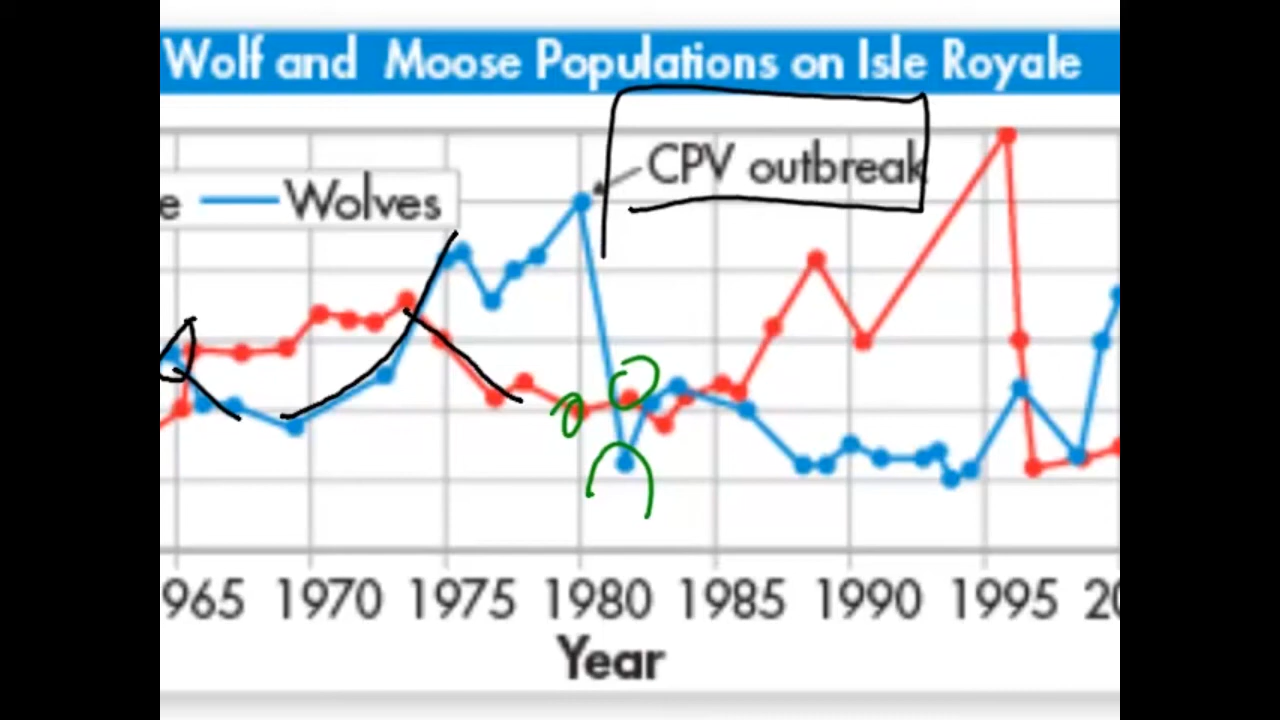 Wolf and Moose Populations on Isle Royale
CPV outbreak
e Wolves
965 1970 1975 1980 1985 1990 1995 20
Year